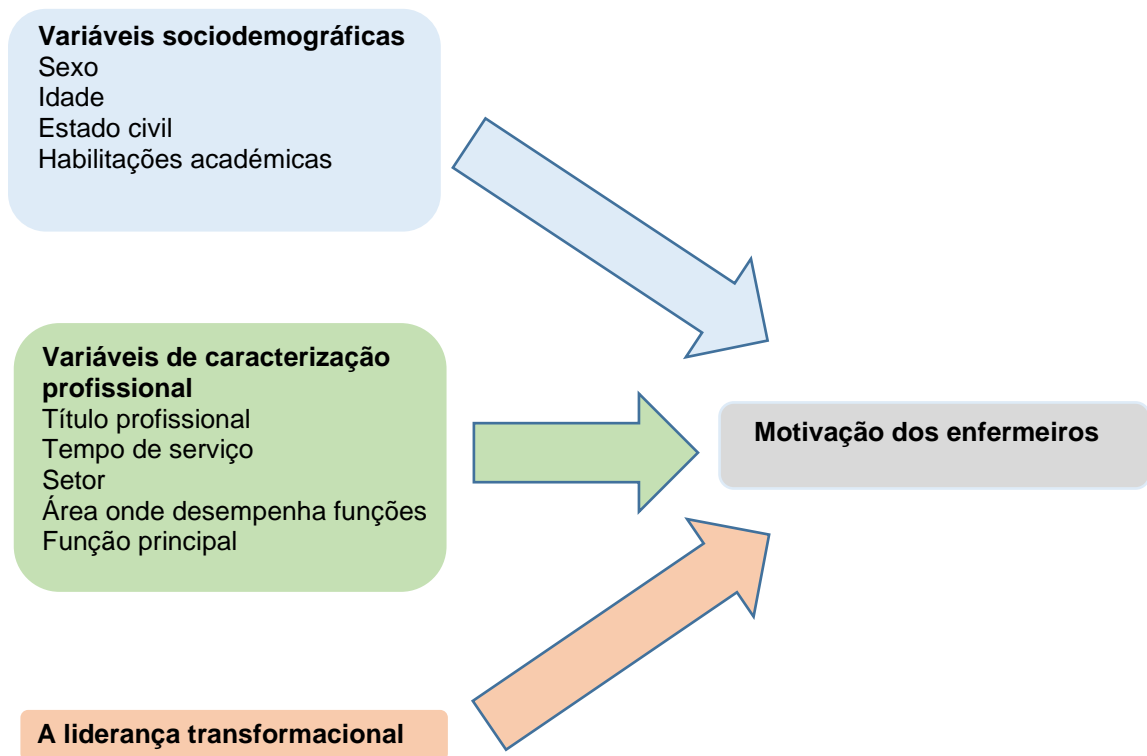 Variáveis sociodemográficas
Sexo
Idade
Estado civil
Habilitações académicas
Variáveis de caracterização
profissional
Título profissional
Tempo de serviço
Setor
Área onde desempenha funções
Função principal
Motivação dos enfermeiros
A liderança transformacional